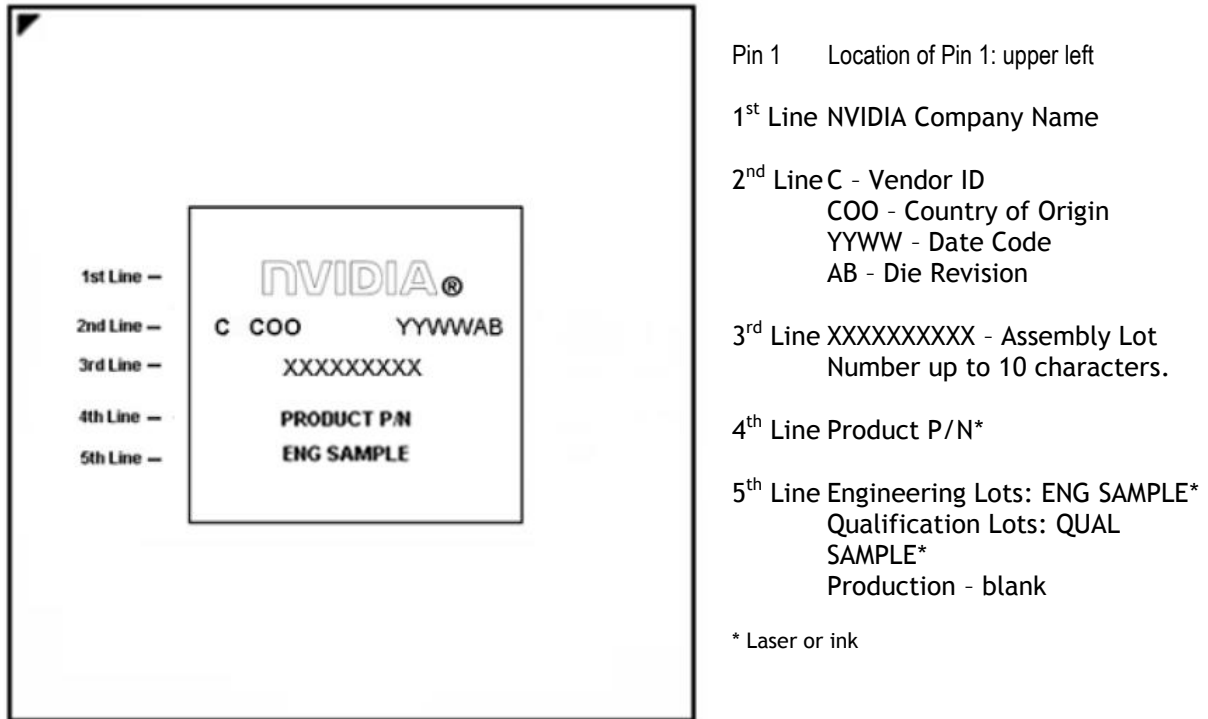 1st Line –
2nd Line –
3rd Line –
4th Line –
5th Line –
NVIDIA®
C COO YYWWAB
XXXXXXXXX
PRODUCT P/N
ENG SAMPLE
Pin 1 Location of Pin 1: upper left
1st Line NVIDIA Company Name
2nd Line C – Vendor ID
COO – Country of Origin
YYWW – Date Code
AB – Die Revision
3rd Line XXXXXXXXXX – Assembly Lot
Number up to 10 characters.
4th Line Product P/N*
5th Line Engineering Lots: ENG SAMPLE*
Qualification Lots: QUAL
SAMPLE*
Production – blank
* Laser or ink